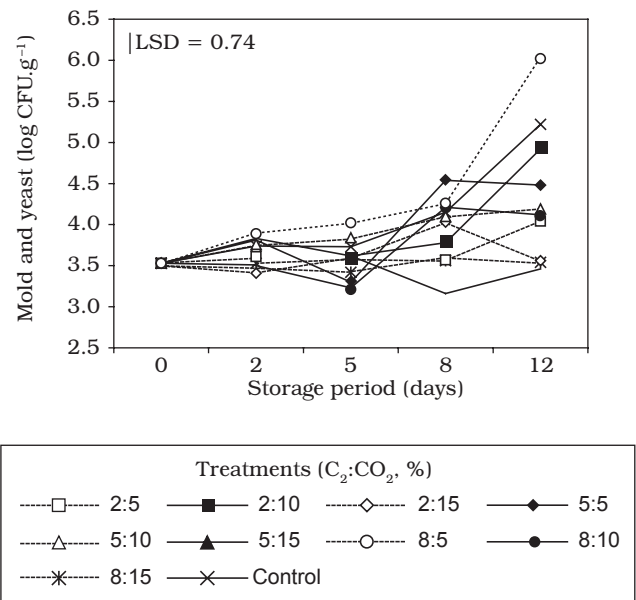 6.5
|LSD = 0.74
6.0
5.5
5.0
4.5
4.0
3.5
3.0
2.5
Mold and yeast (log CFU.g⁻¹)
0 2 5 8 12
Storage period (days)
Treatments (C₂:CO₂, %)
2:5 2:10 2:15 5:5
5:10 5:15 8:5 8:10
8:15 Control